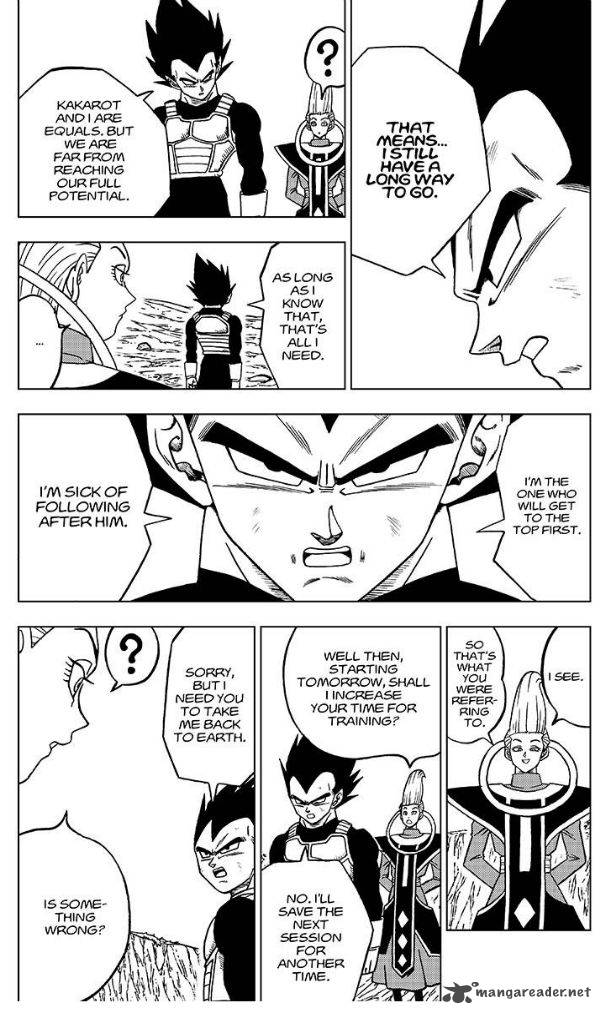 THAT
MEANS...
I STILL
HAVE A
LONG WAY
TO GO.
?
KAKAROT
AND I ARE
EQUALS. BUT
WE ARE
FAR FROM
REACHING
OUR FULL
POTENTIAL.
AS LONG
AS I
KNOW
THAT,
THAT'S
ALL I
NEED.
...
I'M THE
ONE WHO
WILL GET
TO THE
TOP FIRST.
I'M SICK OF
FOLLOWING
AFTER HIM.
I SEE.
SO
THAT'S
WHAT
YOU
WERE
REFER-
RING
TO.
WELL THEN,
STARTING
TOMORROW, SHALL
I INCREASE
YOUR TIME FOR
TRAINING?
NO. I'LL
SAVE THE
NEXT
SESSION
FOR
ANOTHER
TIME.
SORRY,
BUT I
NEED YOU
TO TAKE
ME BACK
TO EARTH.
?
IS SOME-
THING
WRONG?
mangareader.net